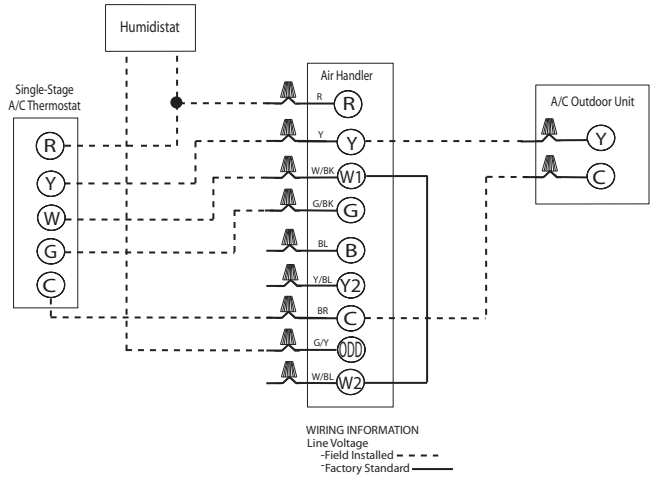 Humidistat
Single-Stage
A/C Thermostat
R
Y
W
G
C
Air Handler
R R
Y Y
W/BK W1
G/BK G
BL B
Y/BL Y2
BR C
G/Y ODD
W/BL W2
A/C Outdoor Unit
Y
C
WIRING INFORMATION
Line Voltage
-Field Installed
-Factory Standard